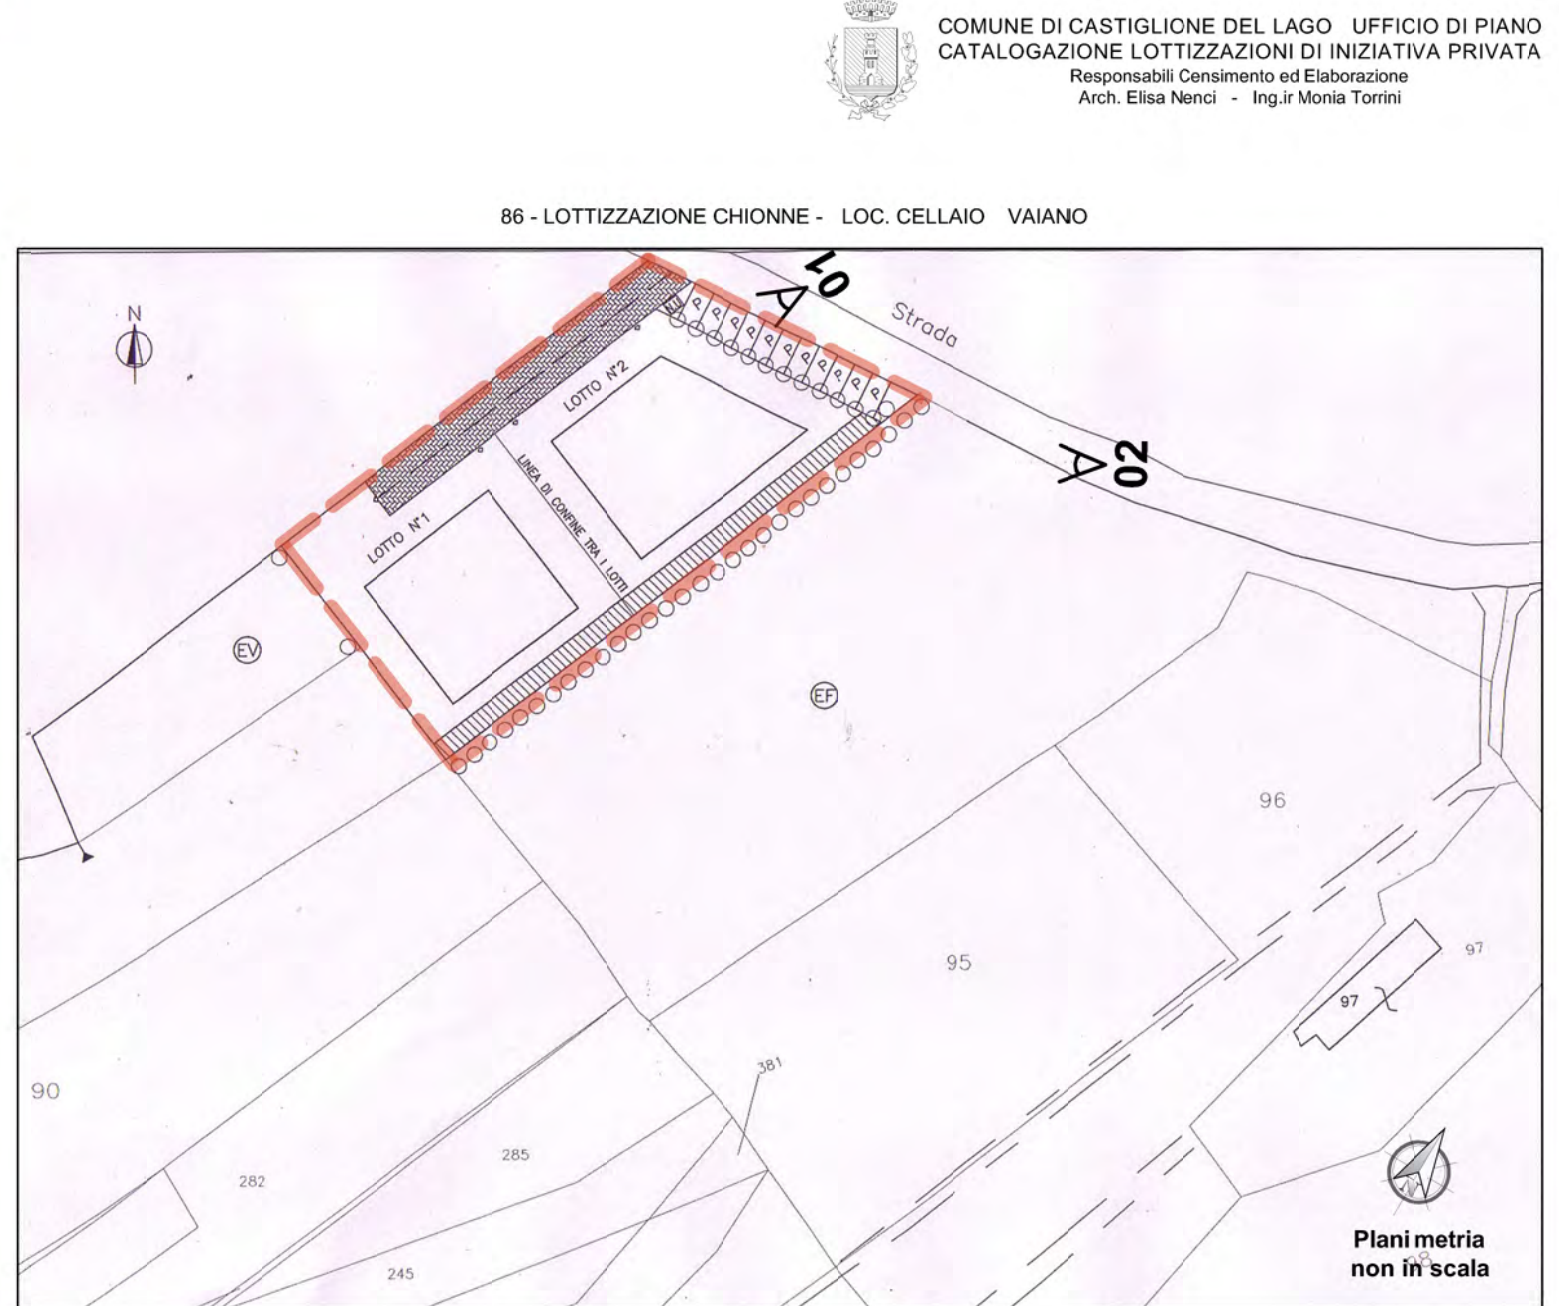 COMUNE DI CASTIGLIONE DEL LAGO UFFICIO DI PIANO
CATALOGAZIONE LOTTIZZAZIONI DI INIZIATIVA PRIVATA
Responsabili Censimento ed Elaborazione
Arch. Elisa Nenci - Ing.ir Monia Torrini
86 - LOTTIZZAZIONE CHIONNE - LOC. CELLAIO VAIANO
01
Strada
N
P P P P P P P P P P
LOTTO N°2
02
LINEA DI CONFINE TRA I LOTTI
LOTTO N°1
EV
EF
96
95
97
97
381
90
285
282
245
N
Planimetria
non in scala
98